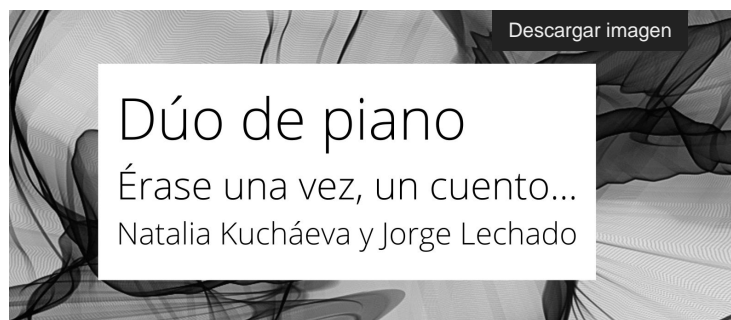 Descargar imagen
Dúo de piano
Érase una vez, un cuento...
Natalia Kucháeva y Jorge Lechado